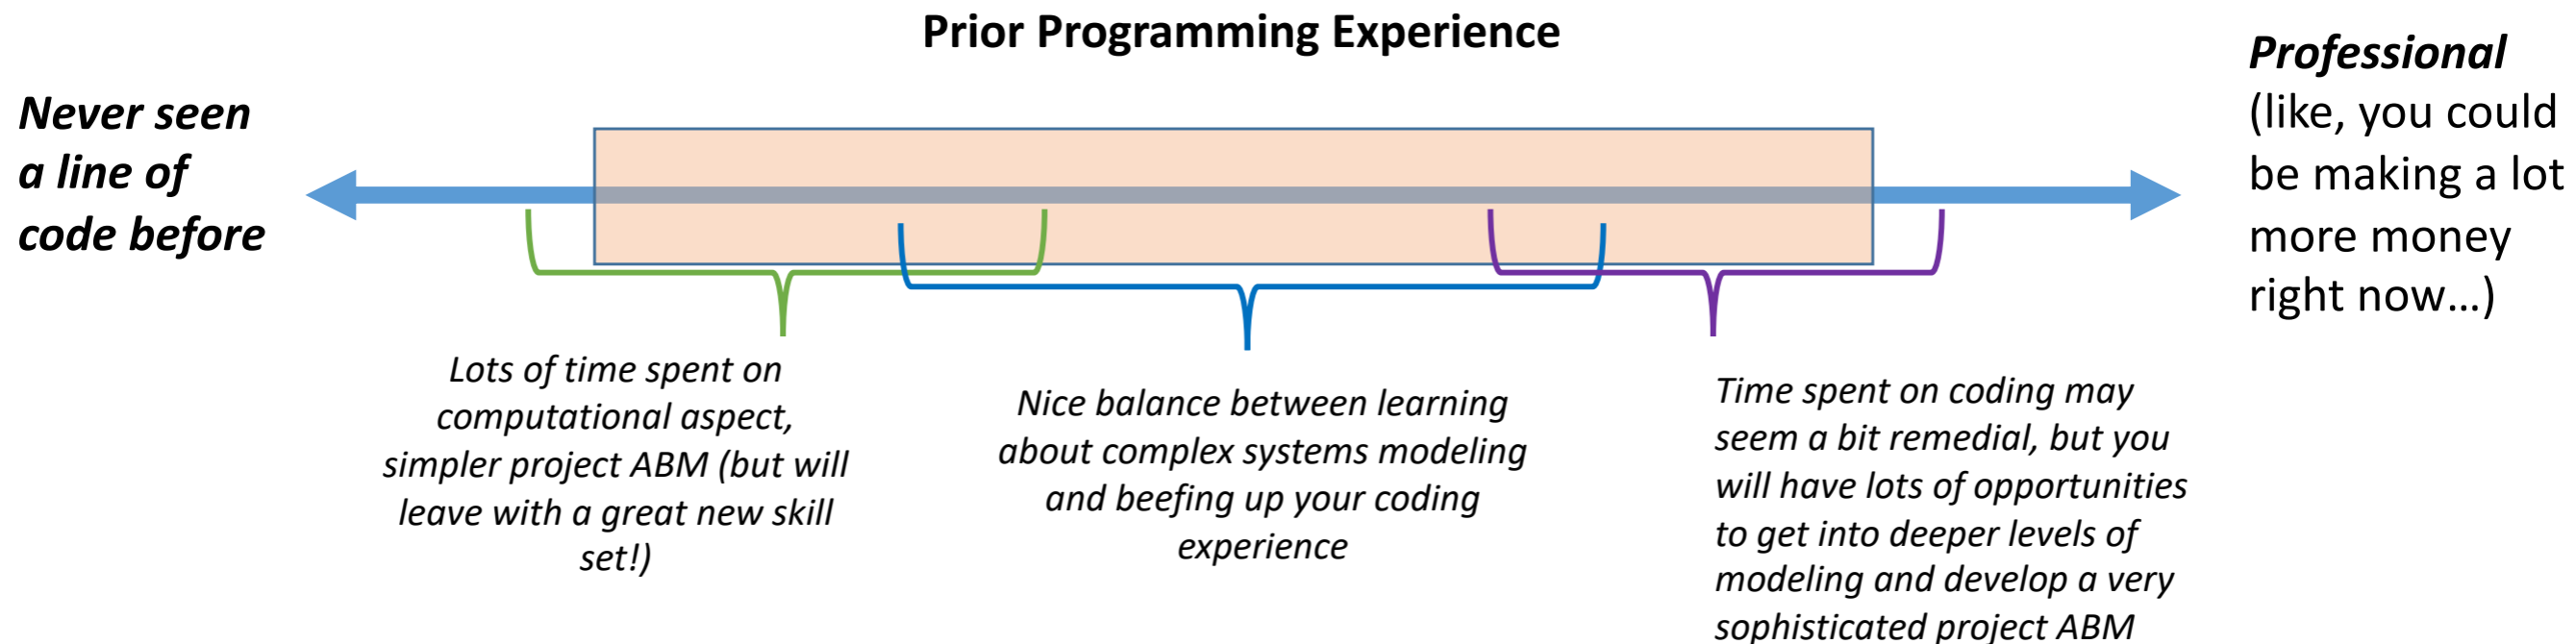 Prior Programming Experience
Never seen
a line of
code before
Professional
(like, you could
be making a lot
more money
right now...)
Lots of time spent on
computational aspect,
simpler project ABM (but will
leave with a great new skill
set!)
Nice balance between learning
about complex systems modeling
and beefing up your coding
experience
Time spent on coding may
seem a bit remedial, but you
will have lots of opportunities
to get into deeper levels of
modeling and develop a very
sophisticated project ABM